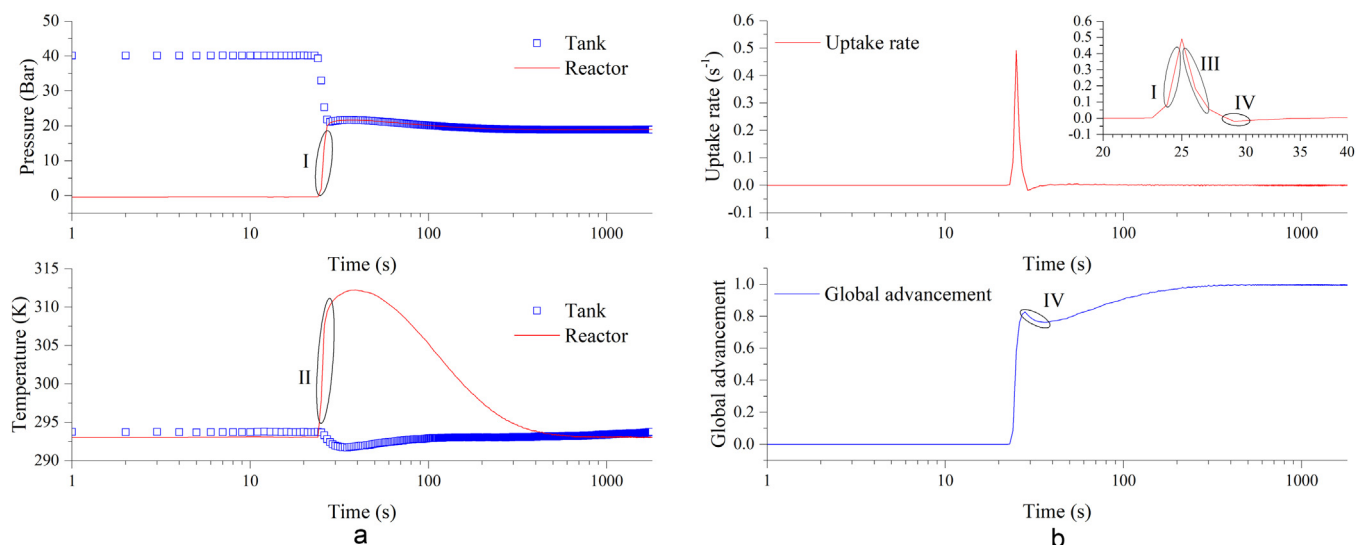 50
40
30
20
10
0
Pressure (Bar)
Tank
Reactor
I
1
10
100
1000
Time (s)
315
310
305
300
295
290
Temperature (K)
Tank
Reactor
II
1
10
100
1000
Time (s)
a
0.6
0.5
0.4
0.3
0.2
0.1
0.0
-0.1
Uptake rate (s⁻¹)
Uptake rate
0.6
0.5
0.4
0.3
0.2
0.1
0.0
-0.1
I
III
IV
20
25
30
35
40
1
10
100
1000
Time (s)
1.0
0.8
0.6
0.4
0.2
0.0
Global advancement
Global advancement
IV
1
10
100
1000
Time (s)
b